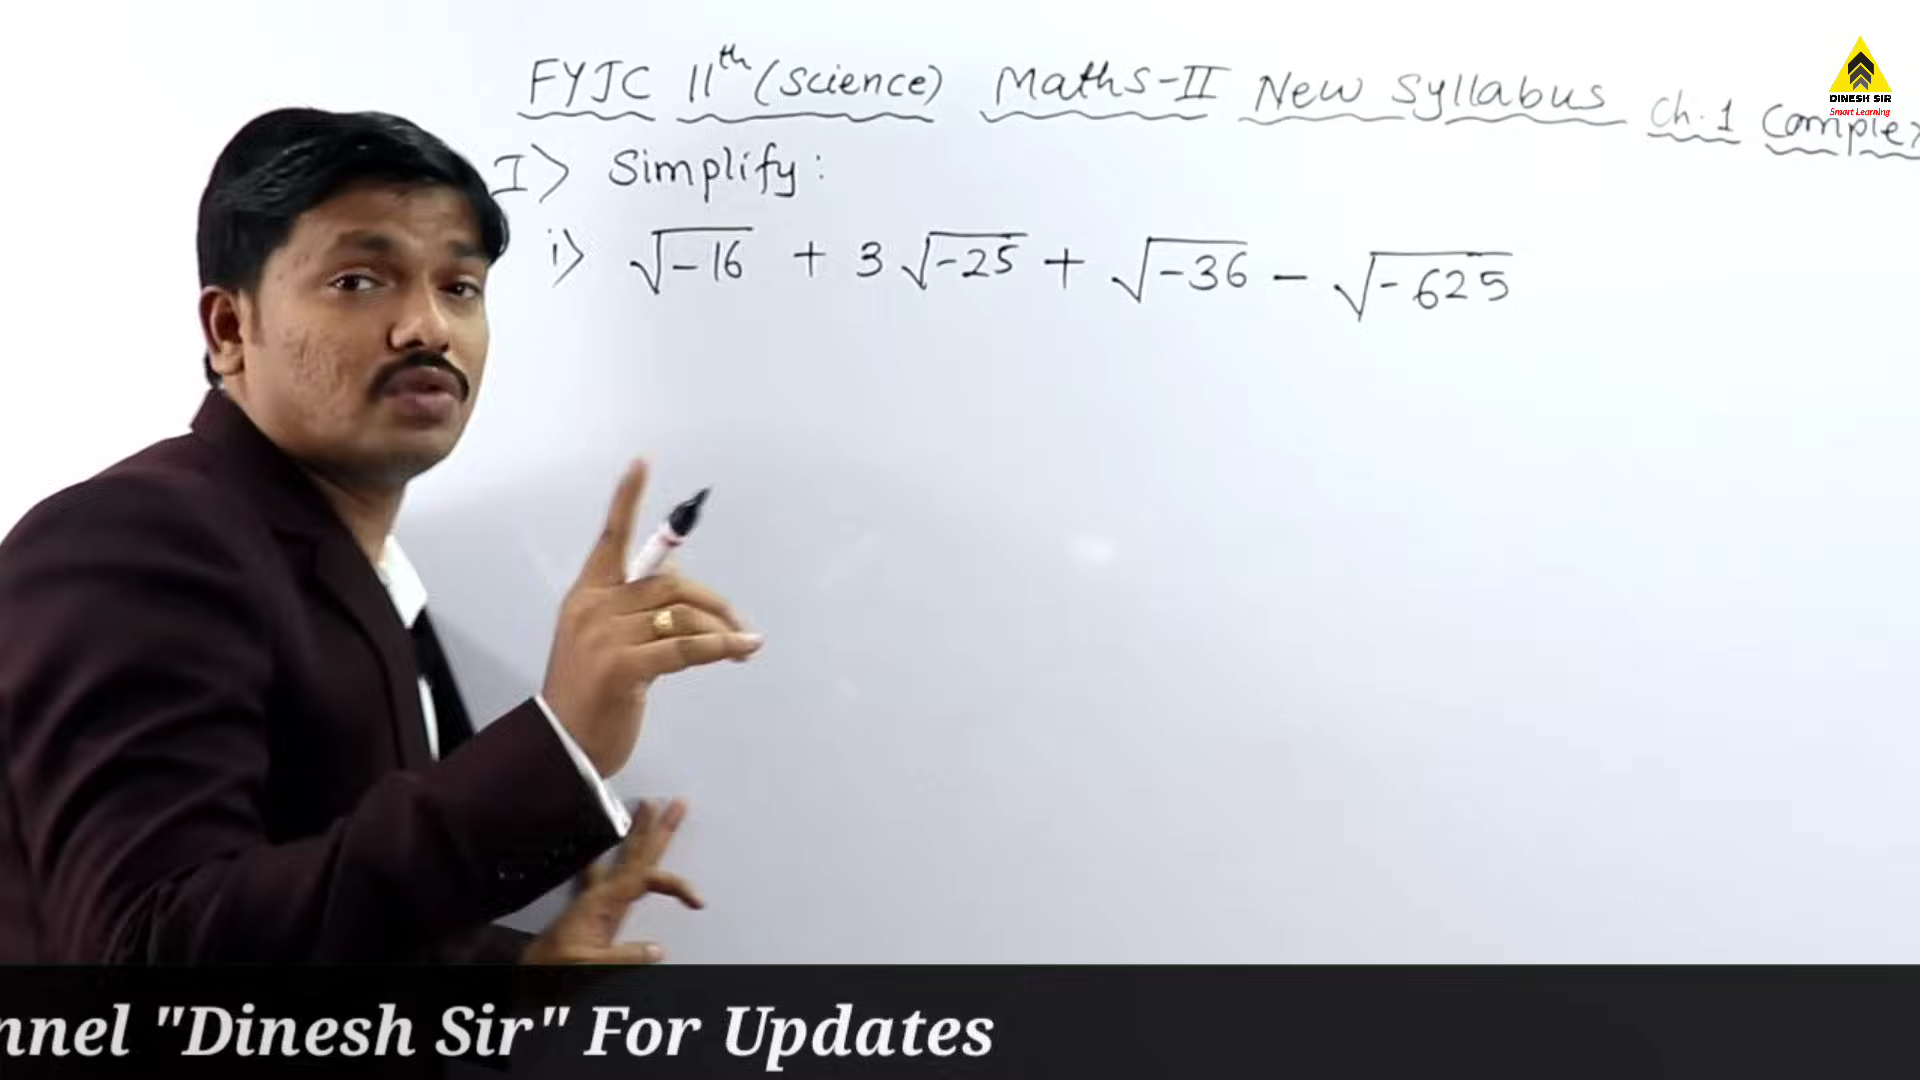 FYJC 11th (Science) Maths-II New Syllabus Ch. 1 Complex
I> Simplify:
i> √-16 + 3√-25 + √-36 - √-625
DINESH SIR
Smart Learning
nnel "Dinesh Sir" For Updates